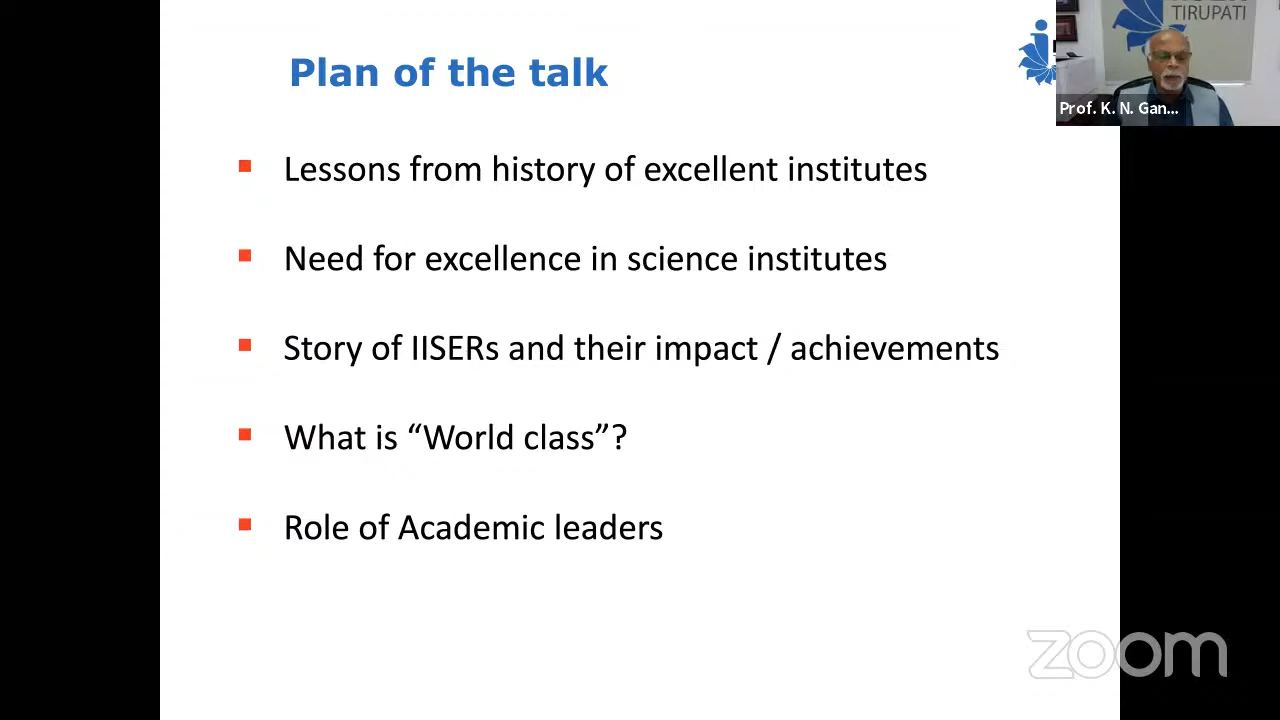 Plan of the talk
TIRUPATI
Prof. K. N. Gan...
Lessons from history of excellent institutes
Need for excellence in science institutes
Story of IISERs and their impact / achievements
What is “World class”?
Role of Academic leaders
zoom